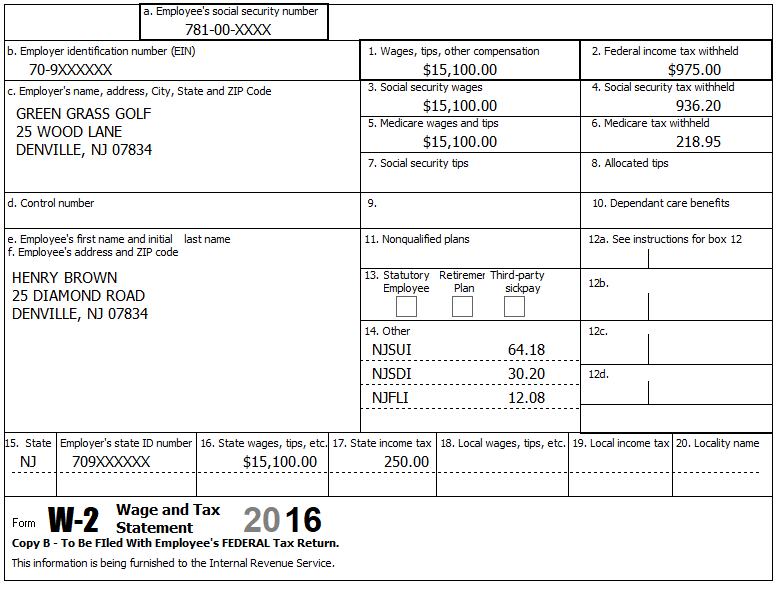 a. Employee's social security number
781-00-XXXX
b. Employer identification number (EIN)
70-9XXXXXX
1. Wages, tips, other compensation
$15,100.00
2. Federal income tax withheld
$975.00
c. Employer's name, address, City, State and ZIP Code
GREEN GRASS GOLF
25 WOOD LANE
DENVILLE, NJ 07834
3. Social security wages
$15,100.00
4. Social security tax withheld
936.20
5. Medicare wages and tips
$15,100.00
6. Medicare tax withheld
218.95
7. Social security tips
8. Allocated tips
d. Control number
9.
10. Dependant care benefits
e. Employee's first name and initial last name
f. Employee's address and ZIP code
HENRY BROWN
25 DIAMOND ROAD
DENVILLE, NJ 07834
11. Nonqualified plans
12a. See instructions for box 12
13. Statutory Employee
Retiremer Plan
Third-party sickpay
12b.
14. Other
NJSUI 64.18
NJSDI 30.20
NJFLI 12.08
12c.
12d.
15. State
NJ
Employer's state ID number
709XXXXXX
16. State wages, tips, etc.
$15,100.00
17. State income tax
250.00
18. Local wages, tips, etc.
19. Local income tax
20. Locality name
Form W-2 Wage and Tax Statement 2016
Copy B - To Be FIled With Employee's FEDERAL Tax Return.
This information is being furnished to the Internal Revenue Service.